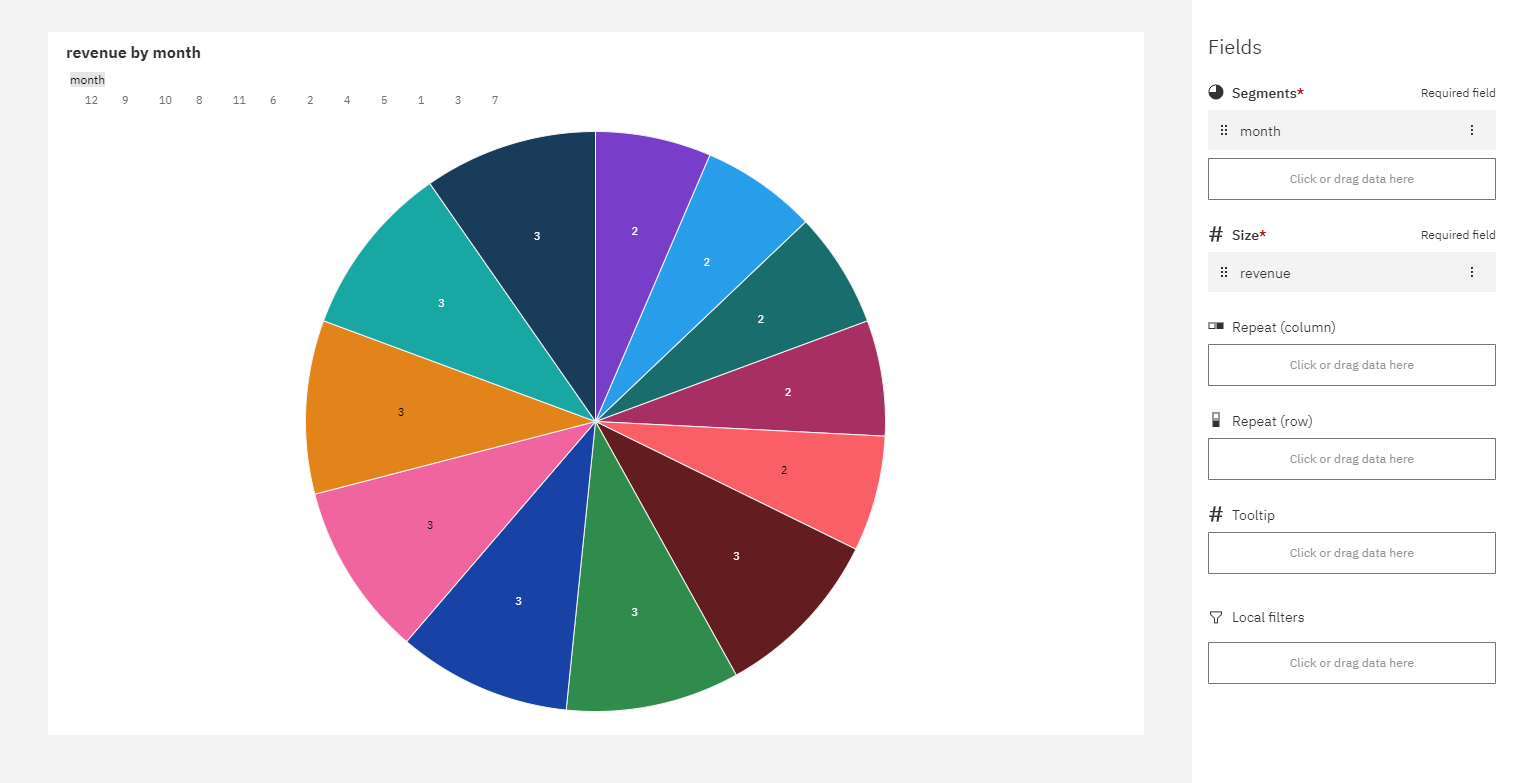 revenue by month
month
12 9 10 8 11 6 2 4 5 1 3 7
3 2
2
3 2
3 2
3 2
3 3
3 3
Fields
Segments* Required field
month
Click or drag data here
Size* Required field
revenue
Repeat (column)
Click or drag data here
Repeat (row)
Click or drag data here
Tooltip
Click or drag data here
Local filters
Click or drag data here